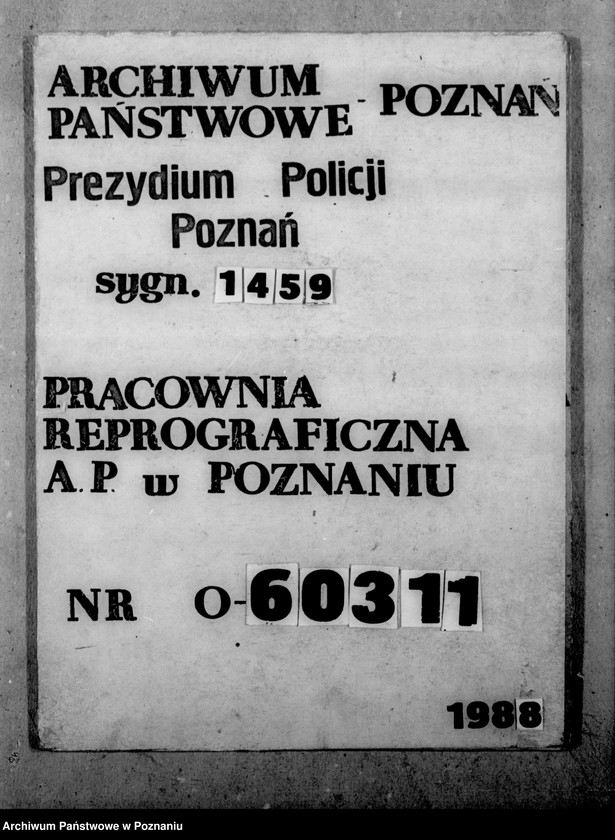 ARCHIWUM
PAŃSTWOWE - POZNAŃ
Prezydium Policji
Poznań
sygn. 1459
PRACOWNIA
REPROGRAFICZNA
A.P. w POZNANIU
NR O-60311
1988
Archiwum Państwowe w Poznaniu